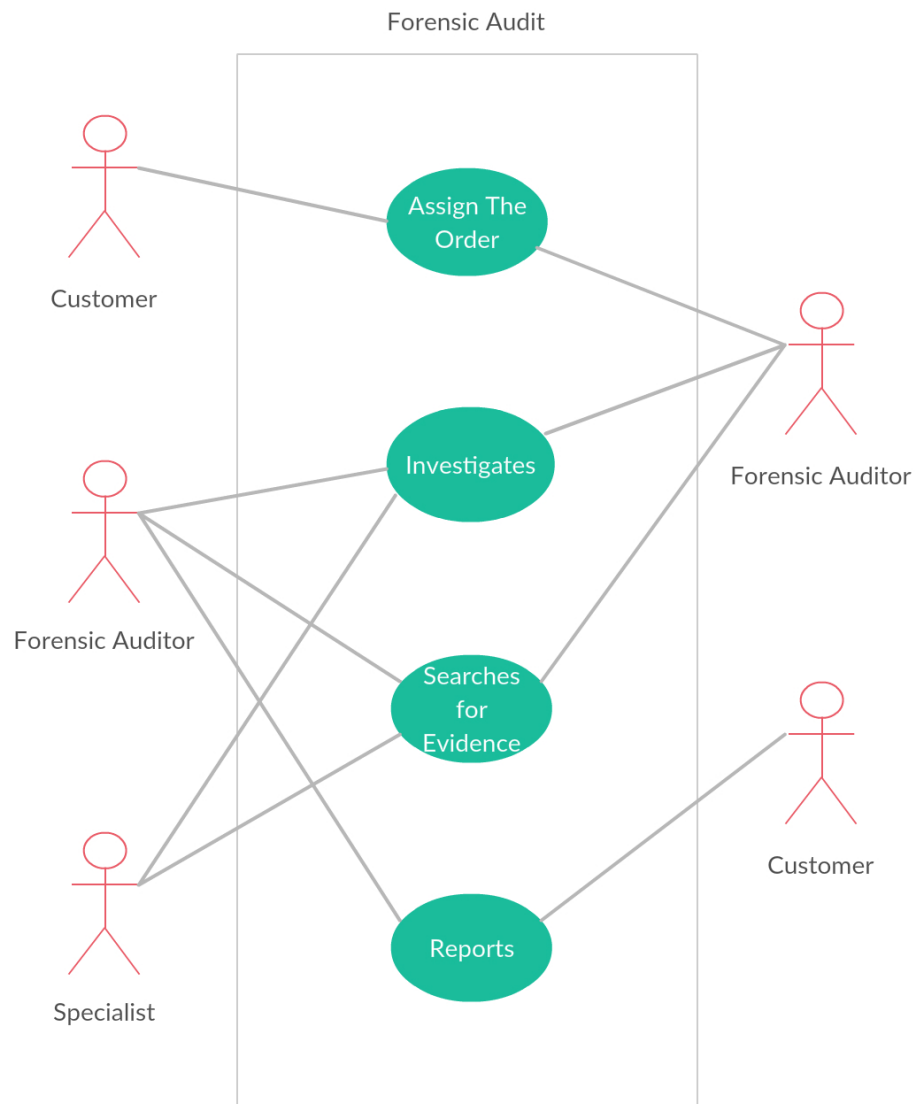 Forensic Audit
Assign The
Order
Customer
Investigates
Forensic Auditor
Forensic Auditor
Searches
for
Evidence
Customer
Reports
Specialist